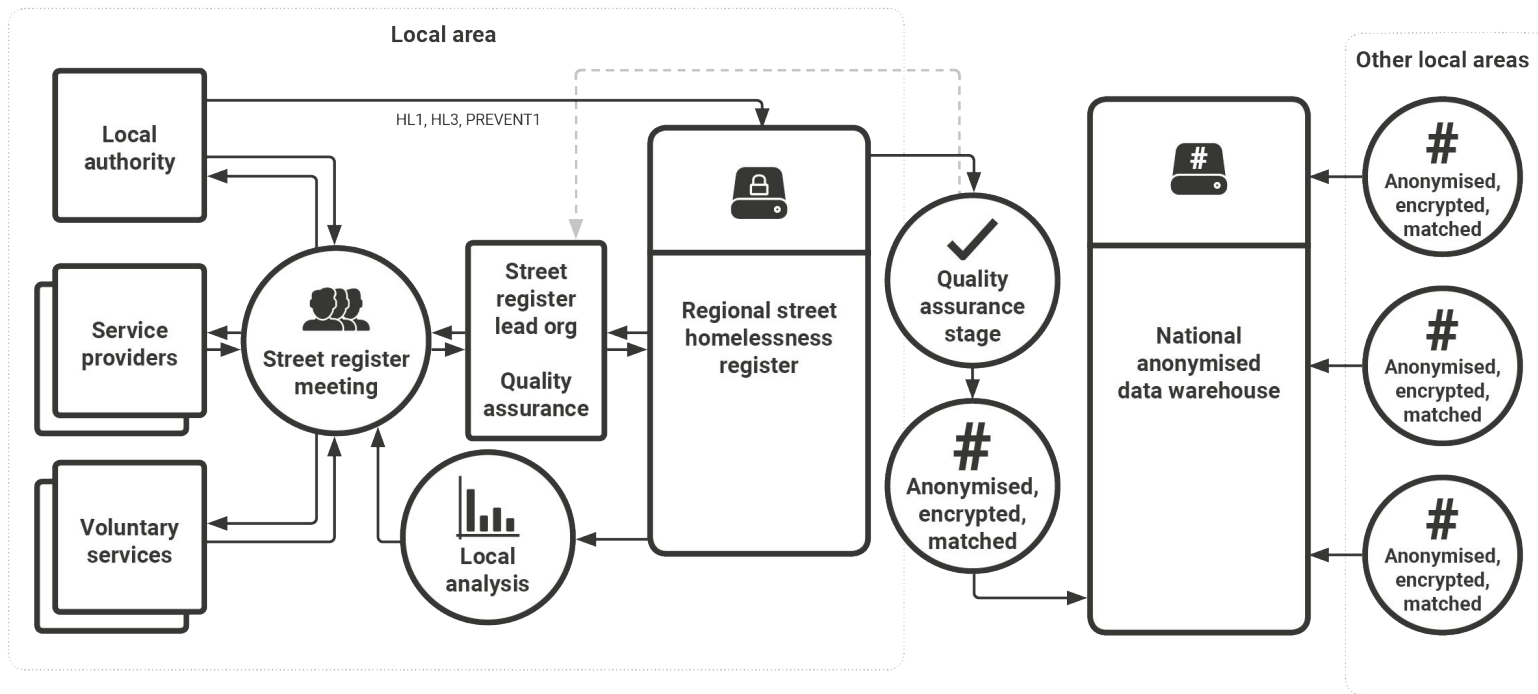 Local area
Other local areas
HL1, HL3, PREVENT1
Local
authority
Service
providers
Voluntary
services
Street register
meeting
Street
register
lead org
Quality
assurance
Local
analysis
Regional street
homelessness
register
Quality
assurance
stage
#
Anonymised,
encrypted,
matched
#
National
anonymised
data warehouse
#
Anonymised,
encrypted,
matched
#
Anonymised,
encrypted,
matched
#
Anonymised,
encrypted,
matched